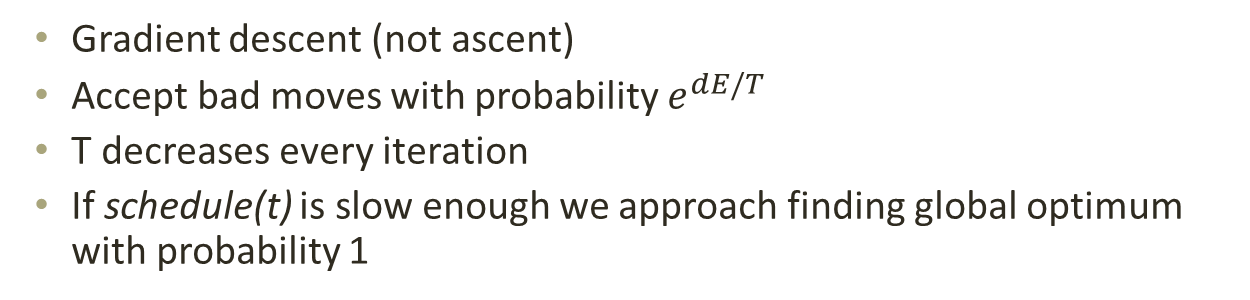 • Gradient descent (not ascent)
• Accept bad moves with probability $e^{dE/T}$
• T decreases every iteration
• If schedule(t) is slow enough we approach finding global optimum
with probability 1